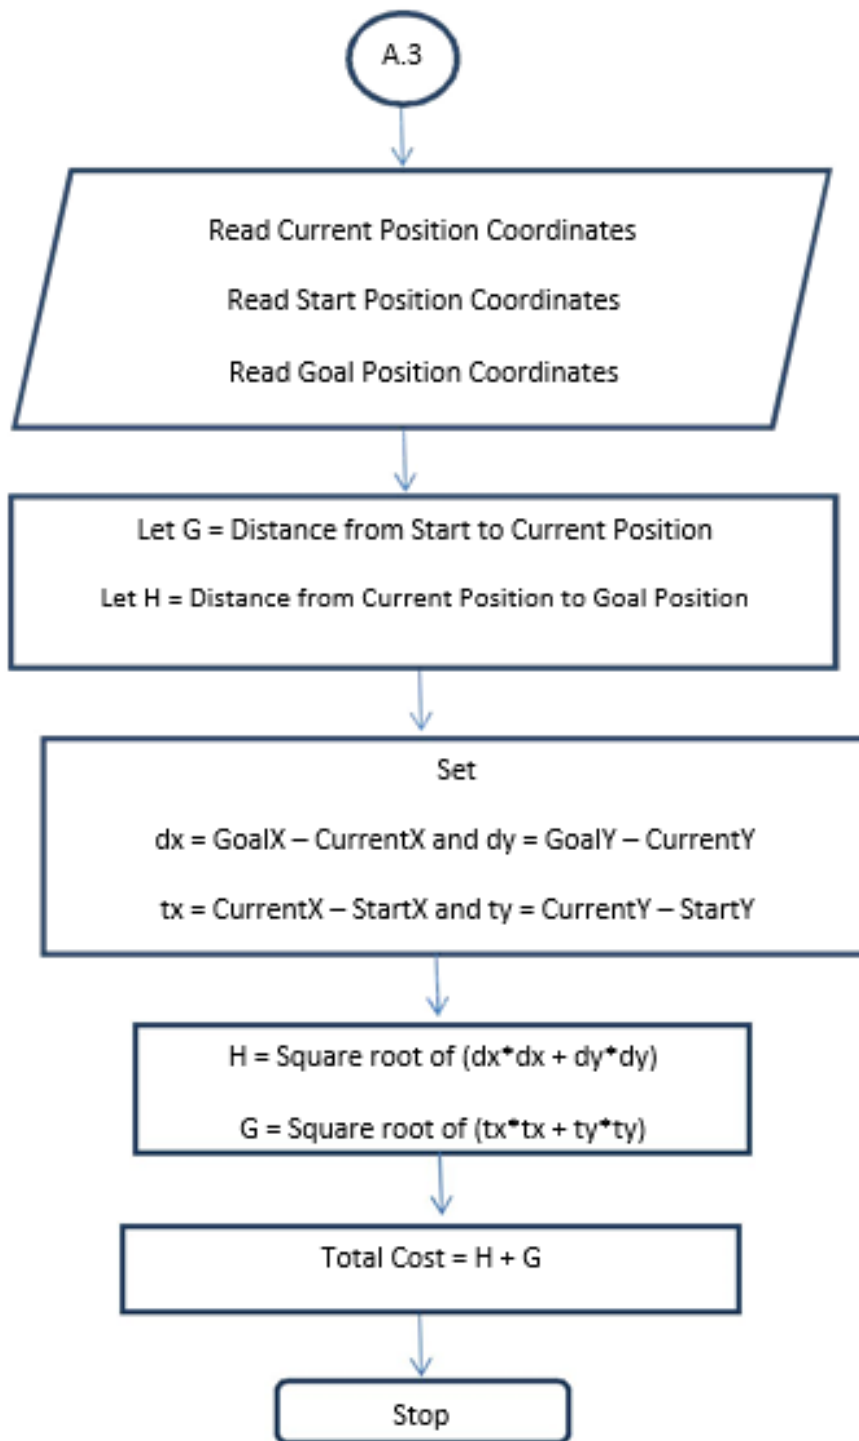 A.3
Read Current Position Coordinates
Read Start Position Coordinates
Read Goal Position Coordinates
Let G = Distance from Start to Current Position
Let H = Distance from Current Position to Goal Position
Set
dx = GoalX – CurrentX and dy = GoalY – CurrentY
tx = CurrentX – StartX and ty = CurrentY – StartY
H = Square root of (dx*dx + dy*dy)
G = Square root of (tx*tx + ty*ty)
Total Cost = H + G
Stop